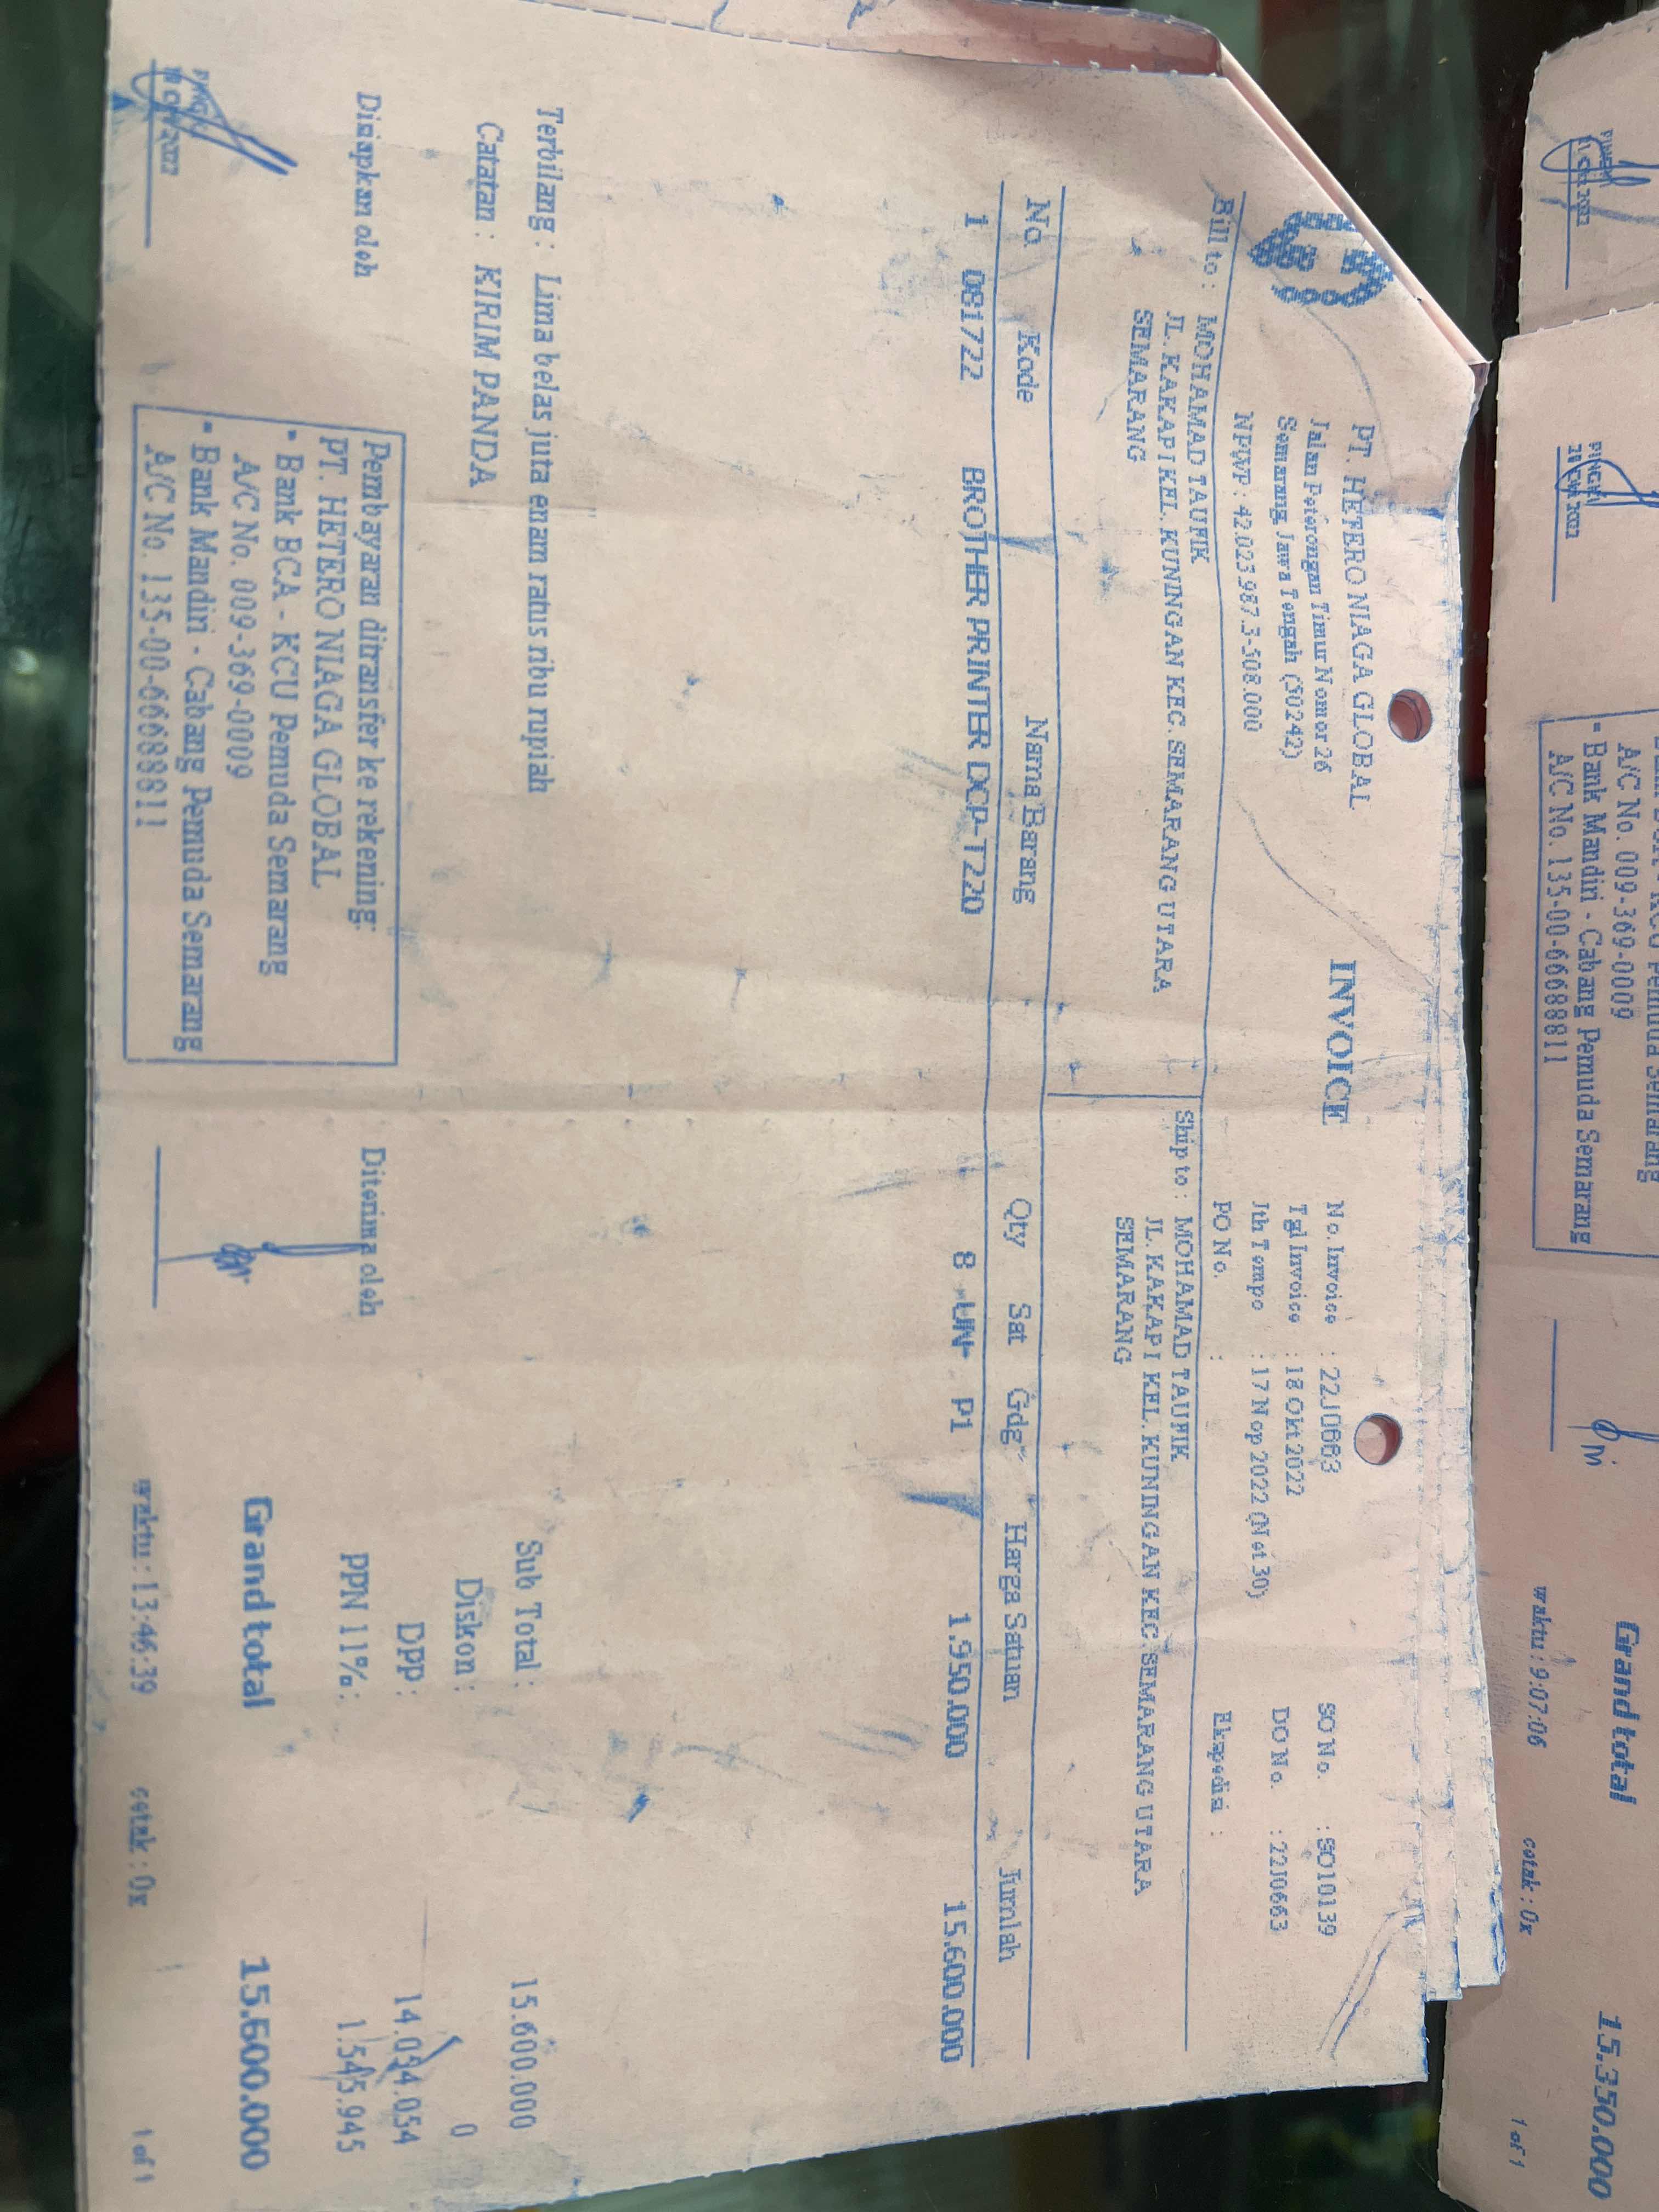 PT. HETERO NIAGA GLOBAL
Jalan Peterongan Timur Nomor 26
Semarang, Jawa Tengah (50242)
NPWP : 42.023.987.3-508.000
INVOICE
No. Invoice : 22J0663
Tgl Invoice : 18 Okt 2022
Jth Tempo : 17 Nop 2022 (Net 30)
PO No. :
SO No. : SO10139
DO No. : 22J0663
Ekspedisi :
Bill to : MOHAMAD TAUFIK
JL. KAKAP I KEL. KUNINGAN KEC. SEMARANG UTARA
SEMARANG
Ship to : MOHAMAD TAUFIK
JL. KAKAP I KEL. KUNINGAN KEC. SEMARANG UTARA
SEMARANG
No. Kode Nama Barang Qty Sat Gdg Harga Satuan Jumlah
1 081722 BROTHER PRINTER DCP-T220 8 UN P1 1.950.000 15.600.000
Terbilang : Lima belas juta enam ratus ribu rupiah
Catatan : KIRIM PANDA
Sub Total : 15.600.000
Diskon : 0
DPP : 14.054.054
PPN 11% : 1.545.945
Grand total 15.600.000
Disiapkan oleh
Pembayaran ditransfer ke rekening:
PT. HETERO NIAGA GLOBAL
- Bank BCA - KCU Pemuda Semarang
A/C No. 009-369-0009
- Bank Mandiri - Cabang Pemuda Semarang
A/C No. 135-00-6668881​1
Diterima oleh
waktu : 13:46:39 cetak : 0x 1 of 1
A/C No. 009-369-0009
- Bank Mandiri - Cabang Pemuda Semarang
A/C No. 135-00-66688811
Grand total 15.350.000
waktu : 9:07:06 cetak : 0x 1 of 1